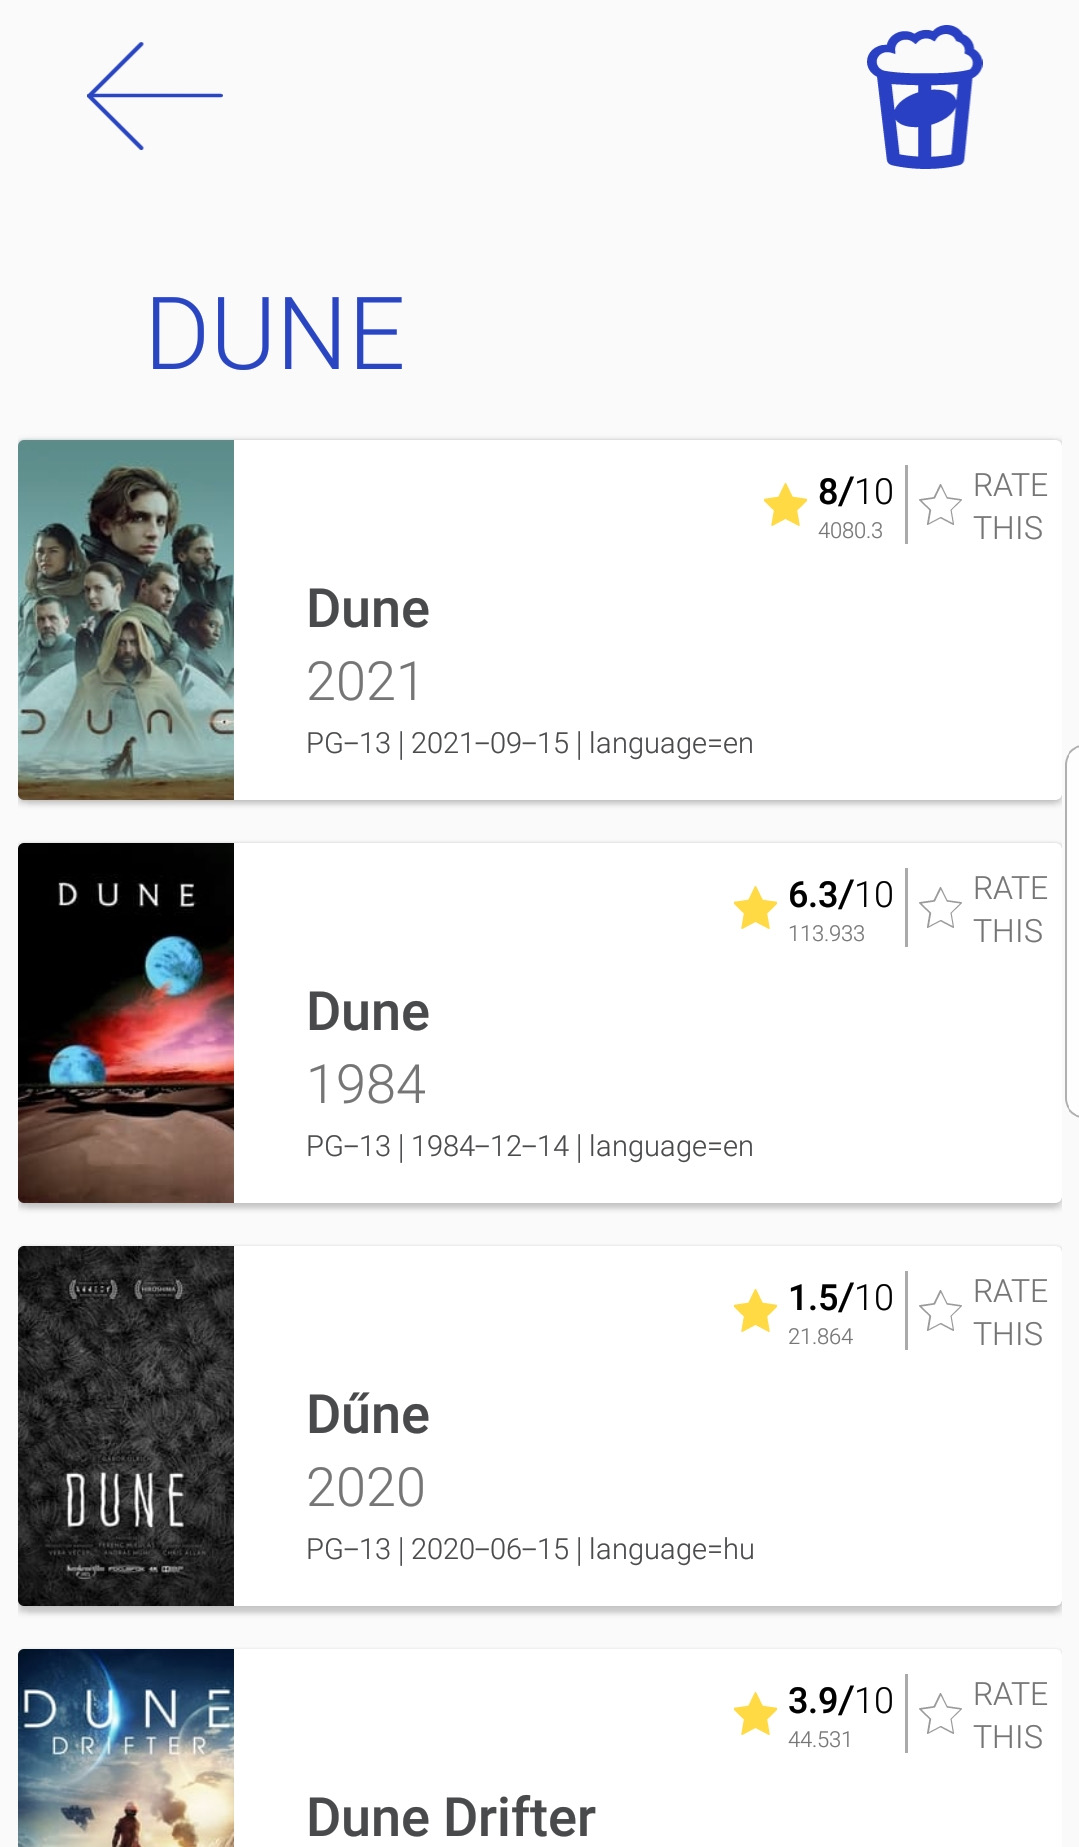 DUNE
8/10
4080.3
RATE
THIS
Dune
2021
PG-13 | 2021-09-15 | language=en
DUNE
DUNE
6.3/10
113.933
RATE
THIS
Dune
1984
PG-13 | 1984-12-14 | language=en
HIROSHIMA
DUNE
1.5/10
21.864
RATE
THIS
Dűne
2020
PG-13 | 2020-06-15 | language=hu
DUNE
DRIFTER
3.9/10
44.531
RATE
THIS
Dune Drifter